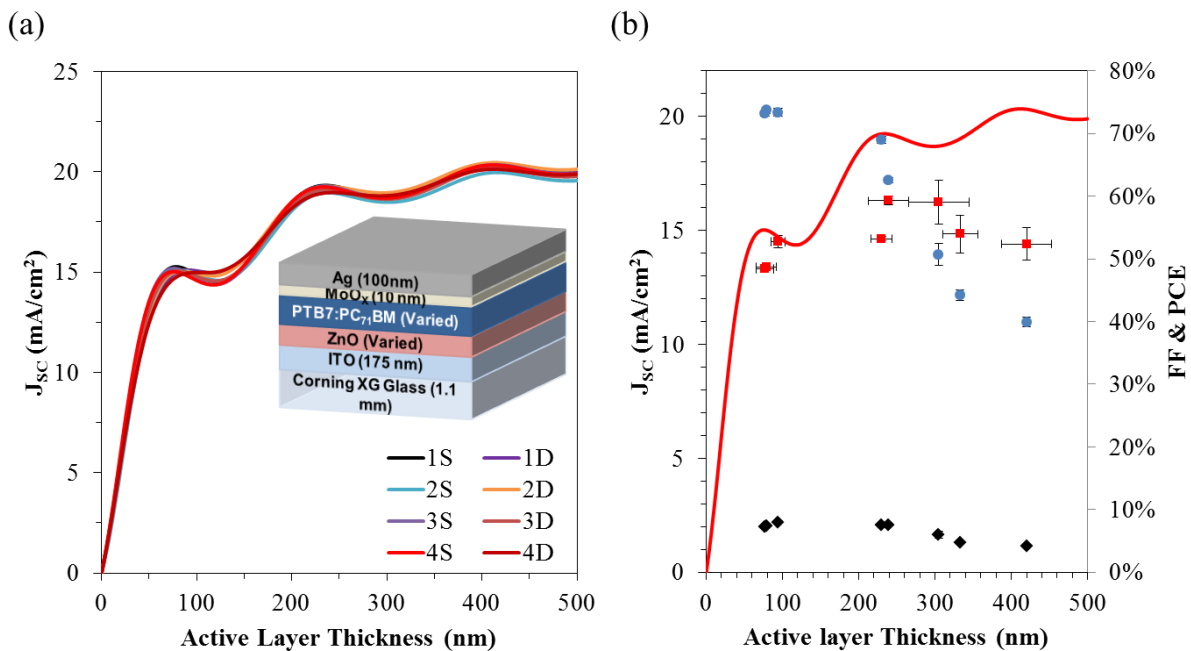 (a)
J_SC (mA/cm²)
25
20
15
10
5
0
0 100 200 300 400 500
Active Layer Thickness (nm)
Ag (100nm)
MoOₓ (10 nm)
PTB7:PC₇₁BM (Varied)
ZnO (Varied)
ITO (175 nm)
Corning XG Glass (1.1
mm)
1S 1D
2S 2D
3S 3D
4S 4D
(b)
J_SC (mA/cm²)
20
15
10
5
0
0 100 200 300 400 500
Active layer Thickness (nm)
80%
70%
60%
50%
40%
30%
20%
10%
0%
FF & PCE